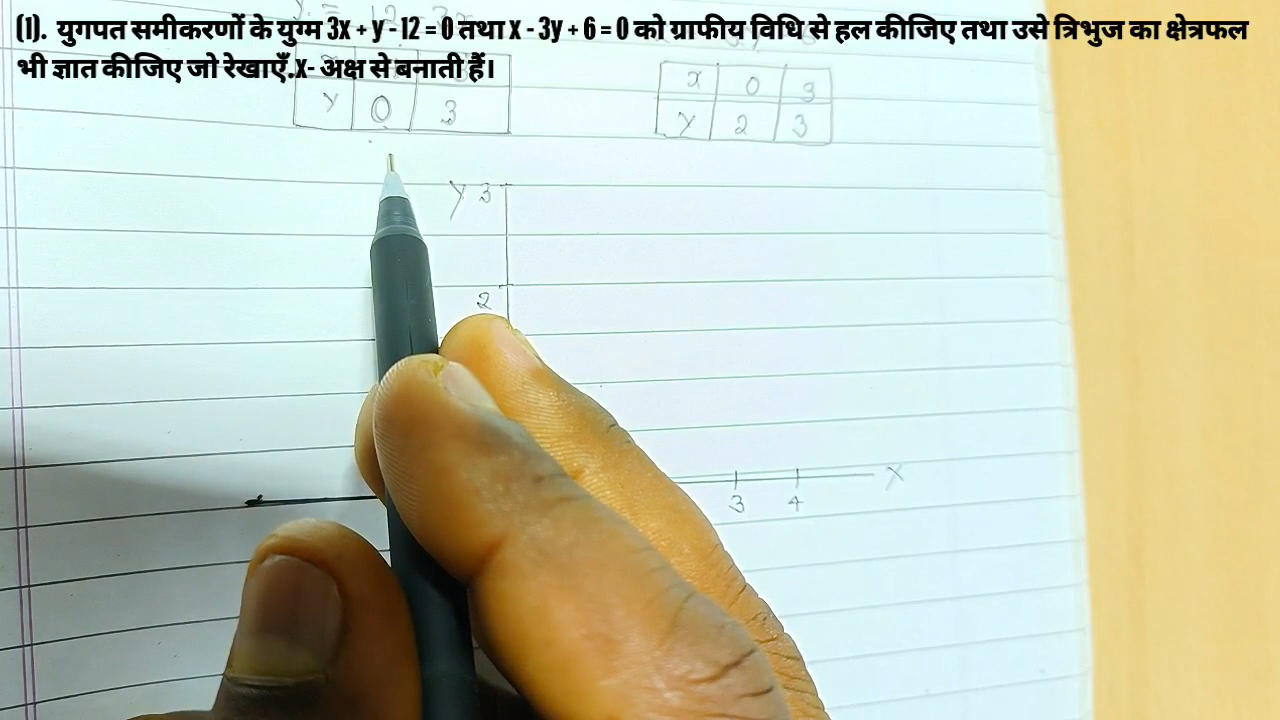 (1). युगपत समीकरणों के युग्म 3x + y - 12 = 0 तथा x - 3y + 6 = 0 को ग्राफीय विधि से हल कीजिए तथा उसे त्रिभुज का क्षेत्रफल
भी ज्ञात कीजिए जो रेखाएँ.x- अक्ष से बनाती हैं।
x 0 3
y 0 3
y 2 3
y 3
2
x
3 4